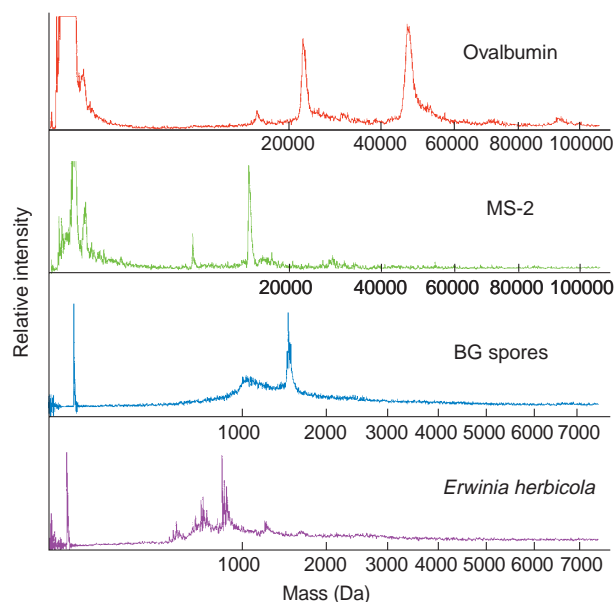 Ovalbumin
20000 40000 60000 80000 100000
MS-2
20000 40000 60000 80000 100000
Relative intensity
BG spores
1000 2000 3000 4000 5000 6000 7000
Erwinia herbicola
1000 2000 3000 4000 5000 6000 7000
Mass (Da)